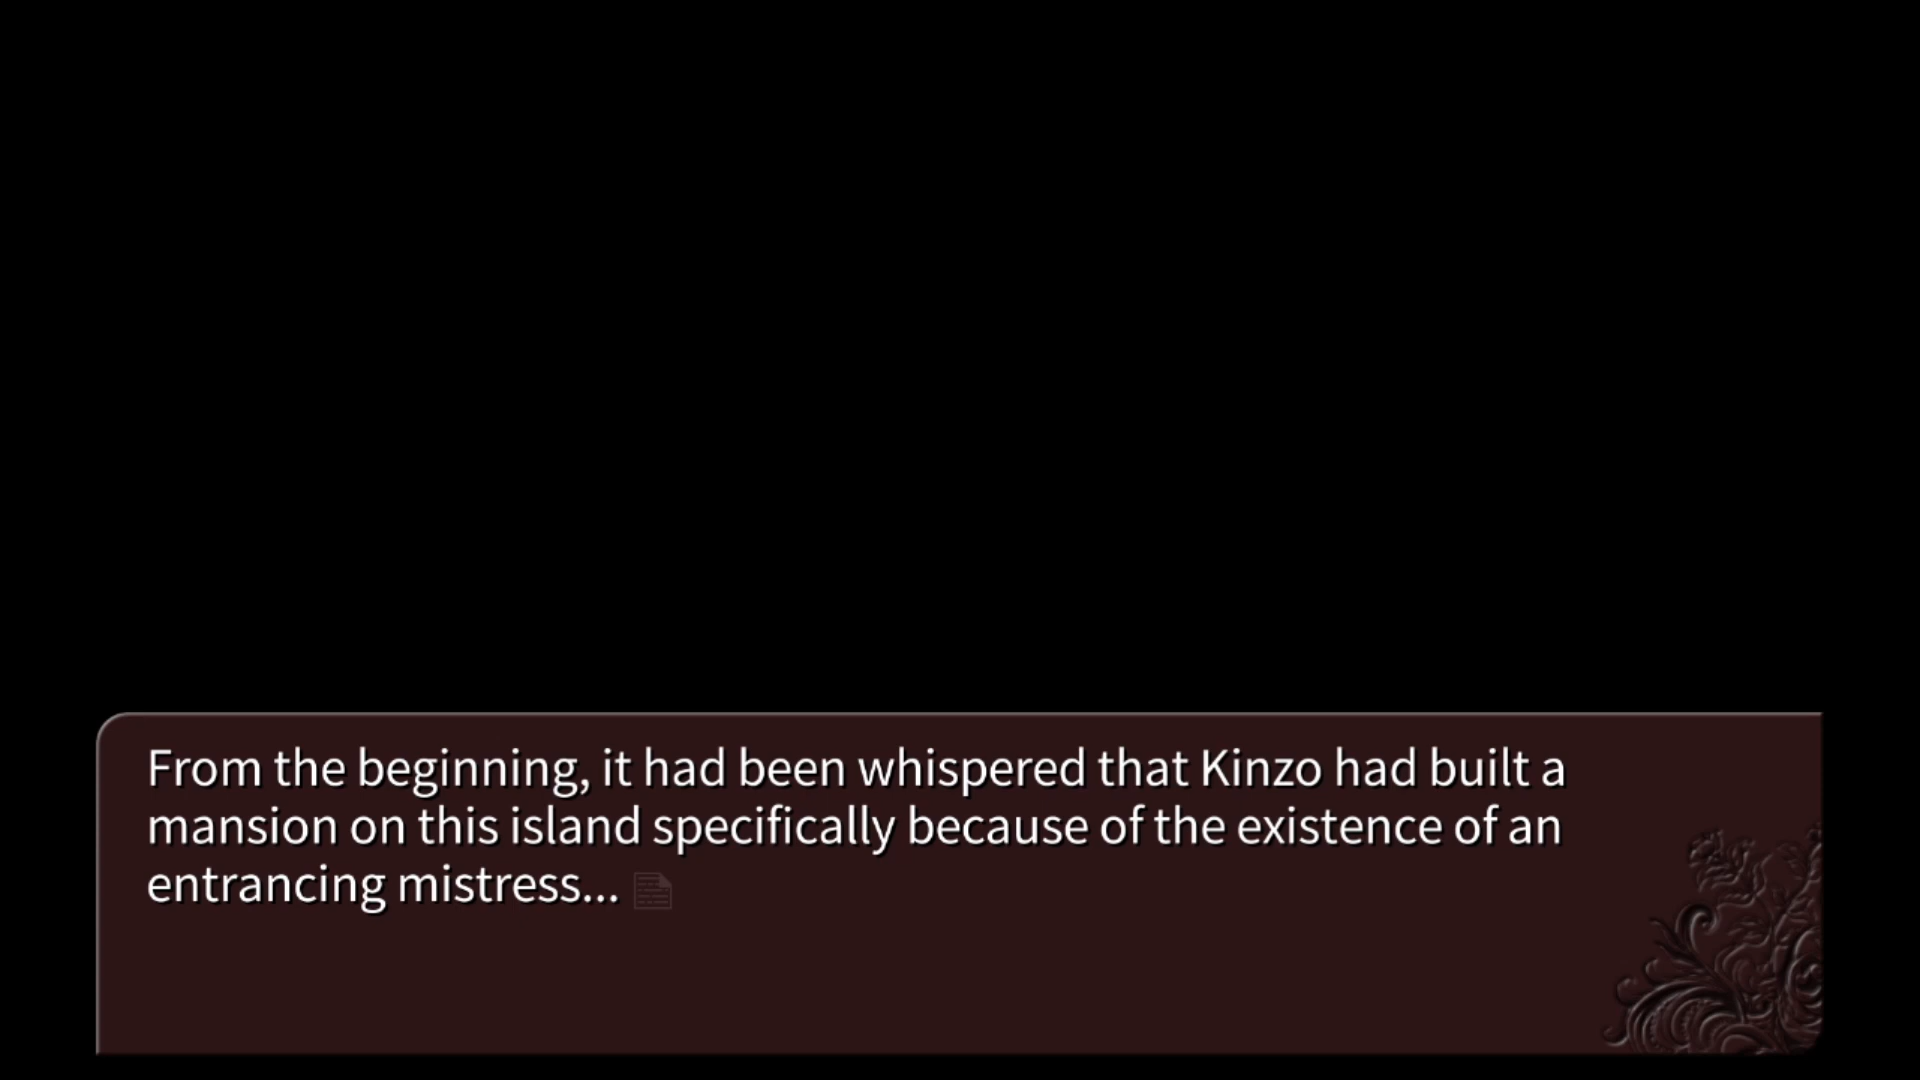 From the beginning, it had been whispered that Kinzo had built a
mansion on this island specifically because of the existence of an
entrancing mistress...